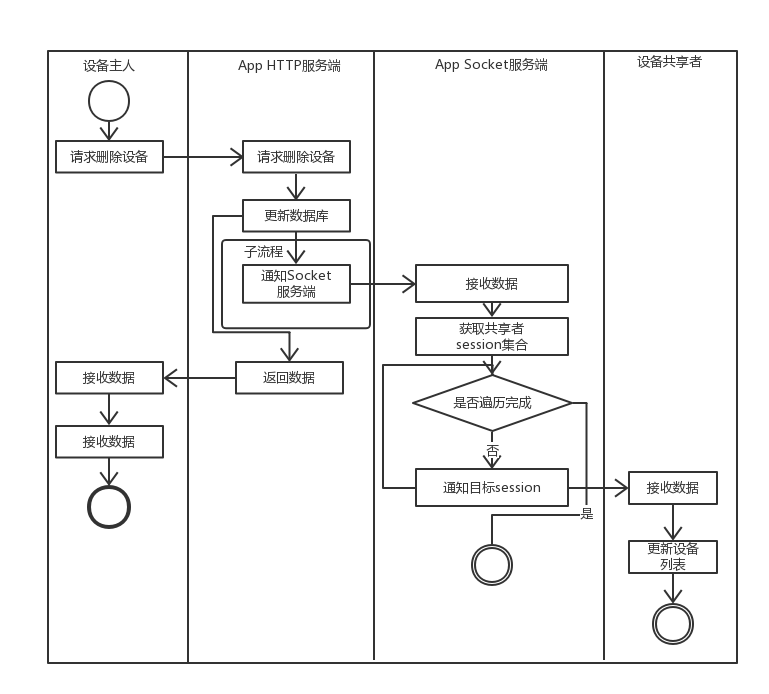 设备主人
App HTTP服务端
App Socket服务端
设备共享者
请求删除设备
请求删除设备
更新数据库
子流程
通知Socket
服务端
接收数据
获取共享者
session集合
接收数据
返回数据
是否遍历完成
接收数据
否
通知目标session
接收数据
是
更新设备
列表